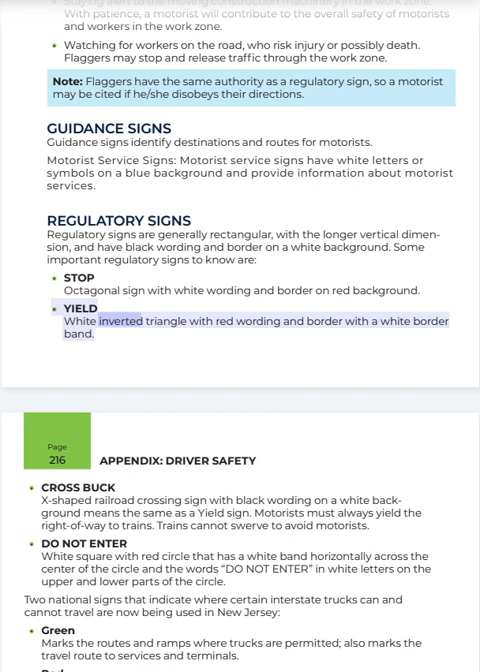 Staying alert to the moving construction machinery in the work zone.
With patience, a motorist will contribute to the overall safety of motorists
and workers in the work zone.
Watching for workers on the road, who risk injury or possibly death.
Flaggers may stop and release traffic through the work zone.
Note: Flaggers have the same authority as a regulatory sign, so a motorist
may be cited if he/she disobeys their directions.
GUIDANCE SIGNS
Guidance signs identify destinations and routes for motorists.
Motorist Service Signs: Motorist service signs have white letters or
symbols on a blue background and provide information about motorist
services.
REGULATORY SIGNS
Regulatory signs are generally rectangular, with the longer vertical dimen-
sion, and have black wording and border on a white background. Some
important regulatory signs to know are:
STOP
Octagonal sign with white wording and border on red background.
YIELD
White inverted triangle with red wording and border with a white border
band.
Page
216
APPENDIX: DRIVER SAFETY
CROSS BUCK
X-shaped railroad crossing sign with black wording on a white back-
ground means the same as a Yield sign. Motorists must always yield the
right-of-way to trains. Trains cannot swerve to avoid motorists.
DO NOT ENTER
White square with red circle that has a white band horizontally across the
center of the circle and the words “DO NOT ENTER” in white letters on the
upper and lower parts of the circle.
Two national signs that indicate where certain interstate trucks can and
cannot travel are now being used in New Jersey:
Green
Marks the routes and ramps where trucks are permitted; also marks the
travel route to services and terminals.